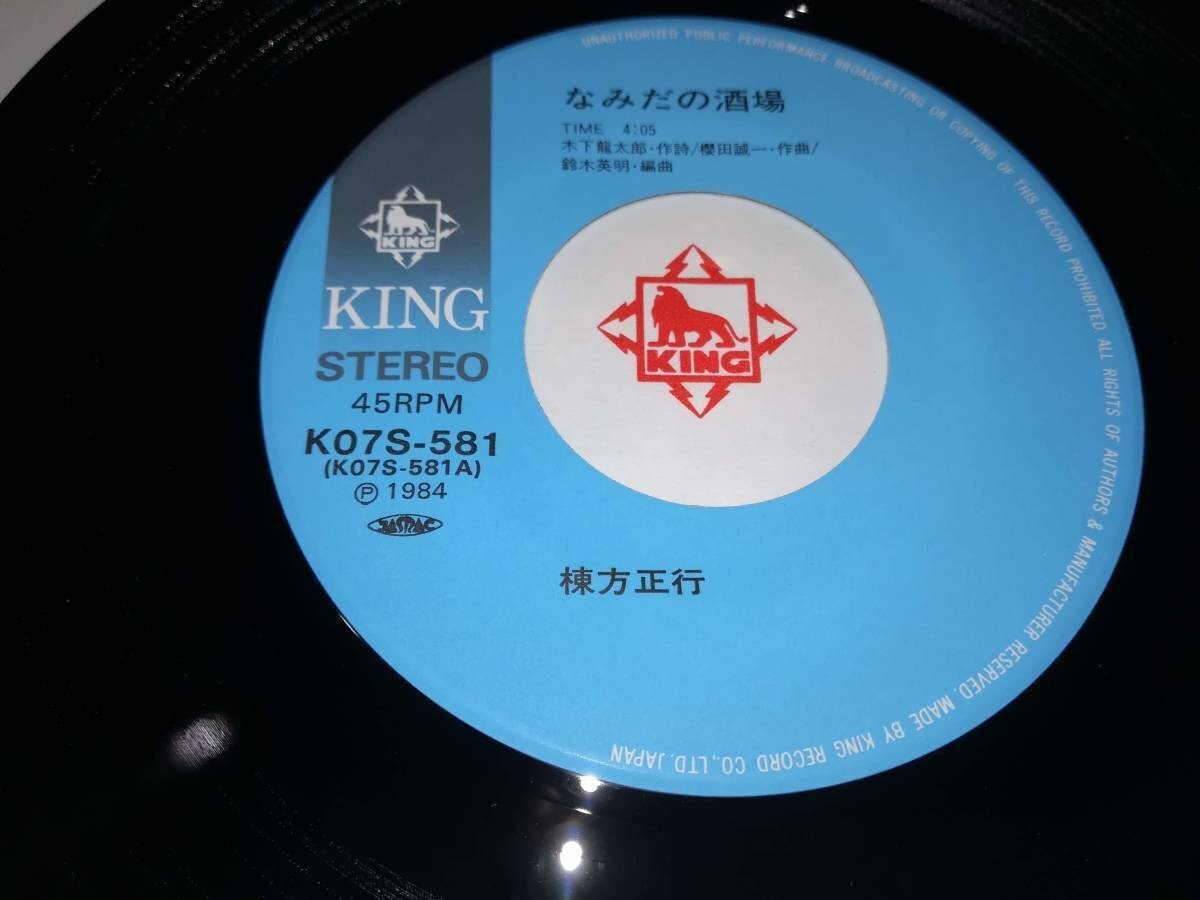 なみだの酒場
TIME 4:05
木下龍太郎・作詩/櫻田誠一・作曲/
鈴木英明・編曲
KING
KING
STEREO
45RPM
K07S-581
(K07S-581A)
Ⓟ 1984
JASRAC
KING
棟方正行
UNAUTHORIZED PUBLIC PERFORMANCE BROADCASTING OR COPYING OF THIS RECORD PROHIBITED ALL RIGHTS OF AUTHORS & MANUFACTURER RESERVED. MADE BY KING RECORD CO., LTD. JAPAN